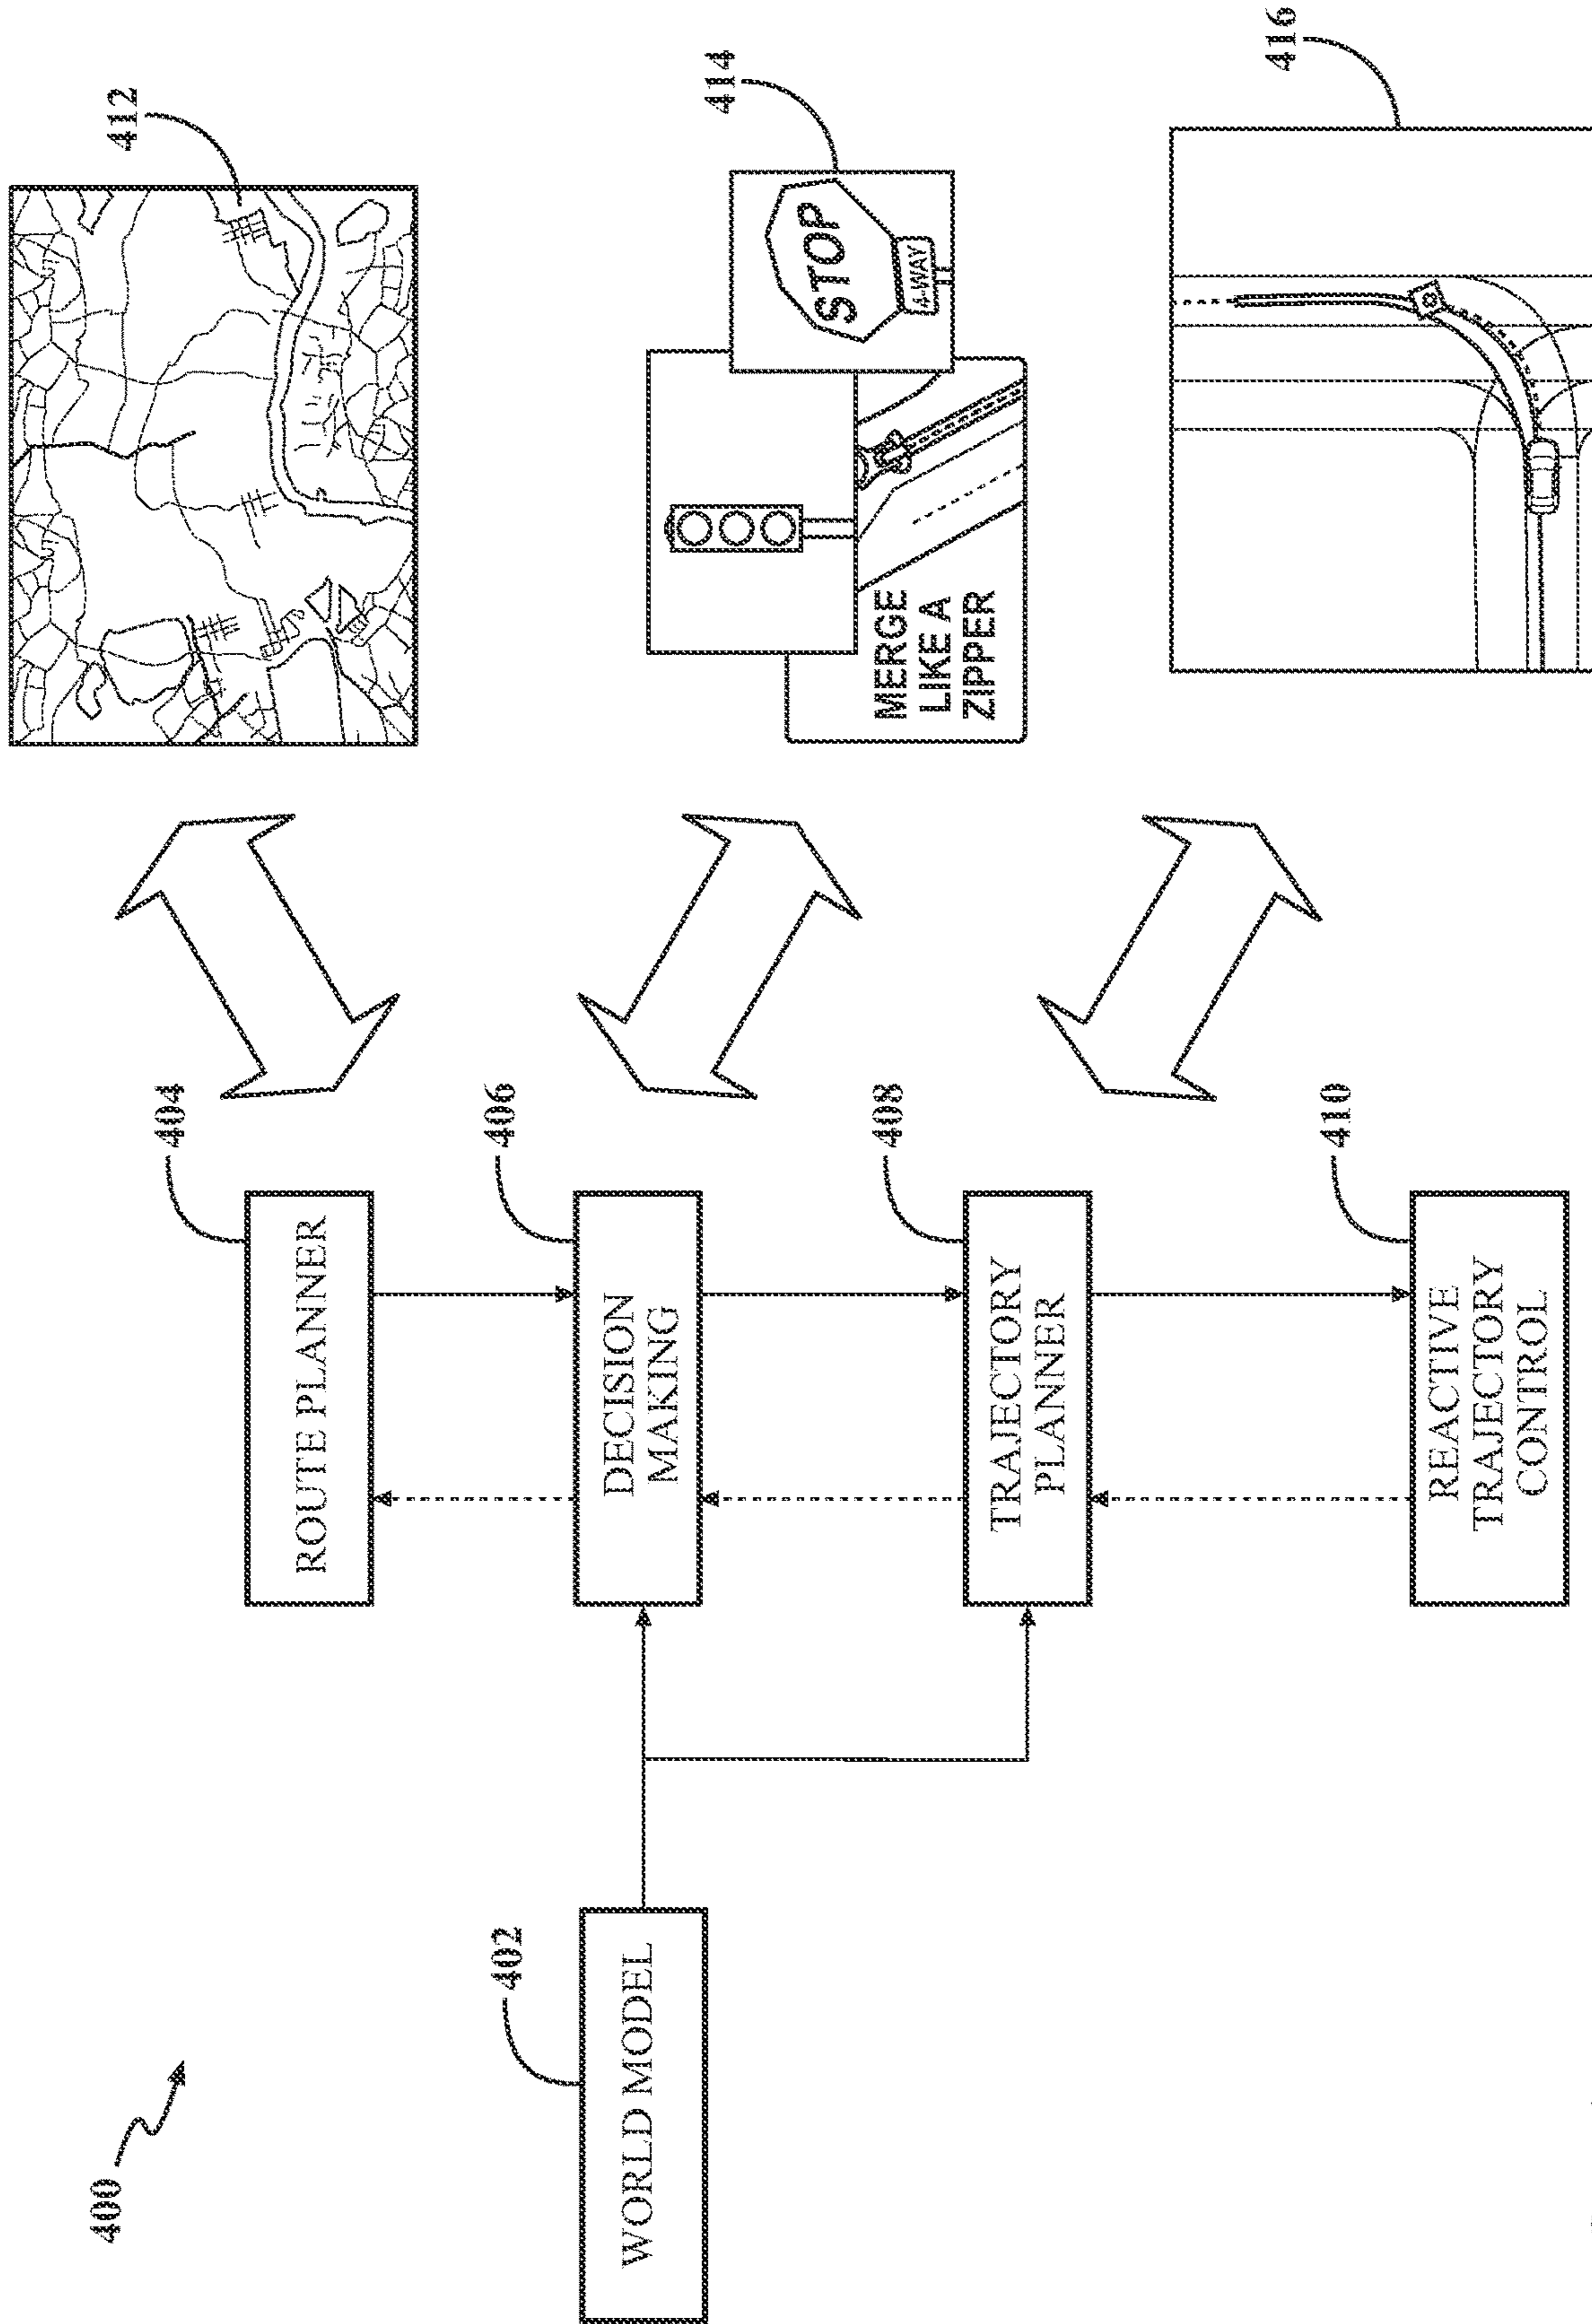 400
402
WORLD MODEL
404
ROUTE PLANNER
406
DECISION
MAKING
408
TRAJECTORY
PLANNER
410
REACTIVE
TRAJECTORY
CONTROL
412
414
STOP
4-WAY
MERGE
LIKE A
ZIPPER
416